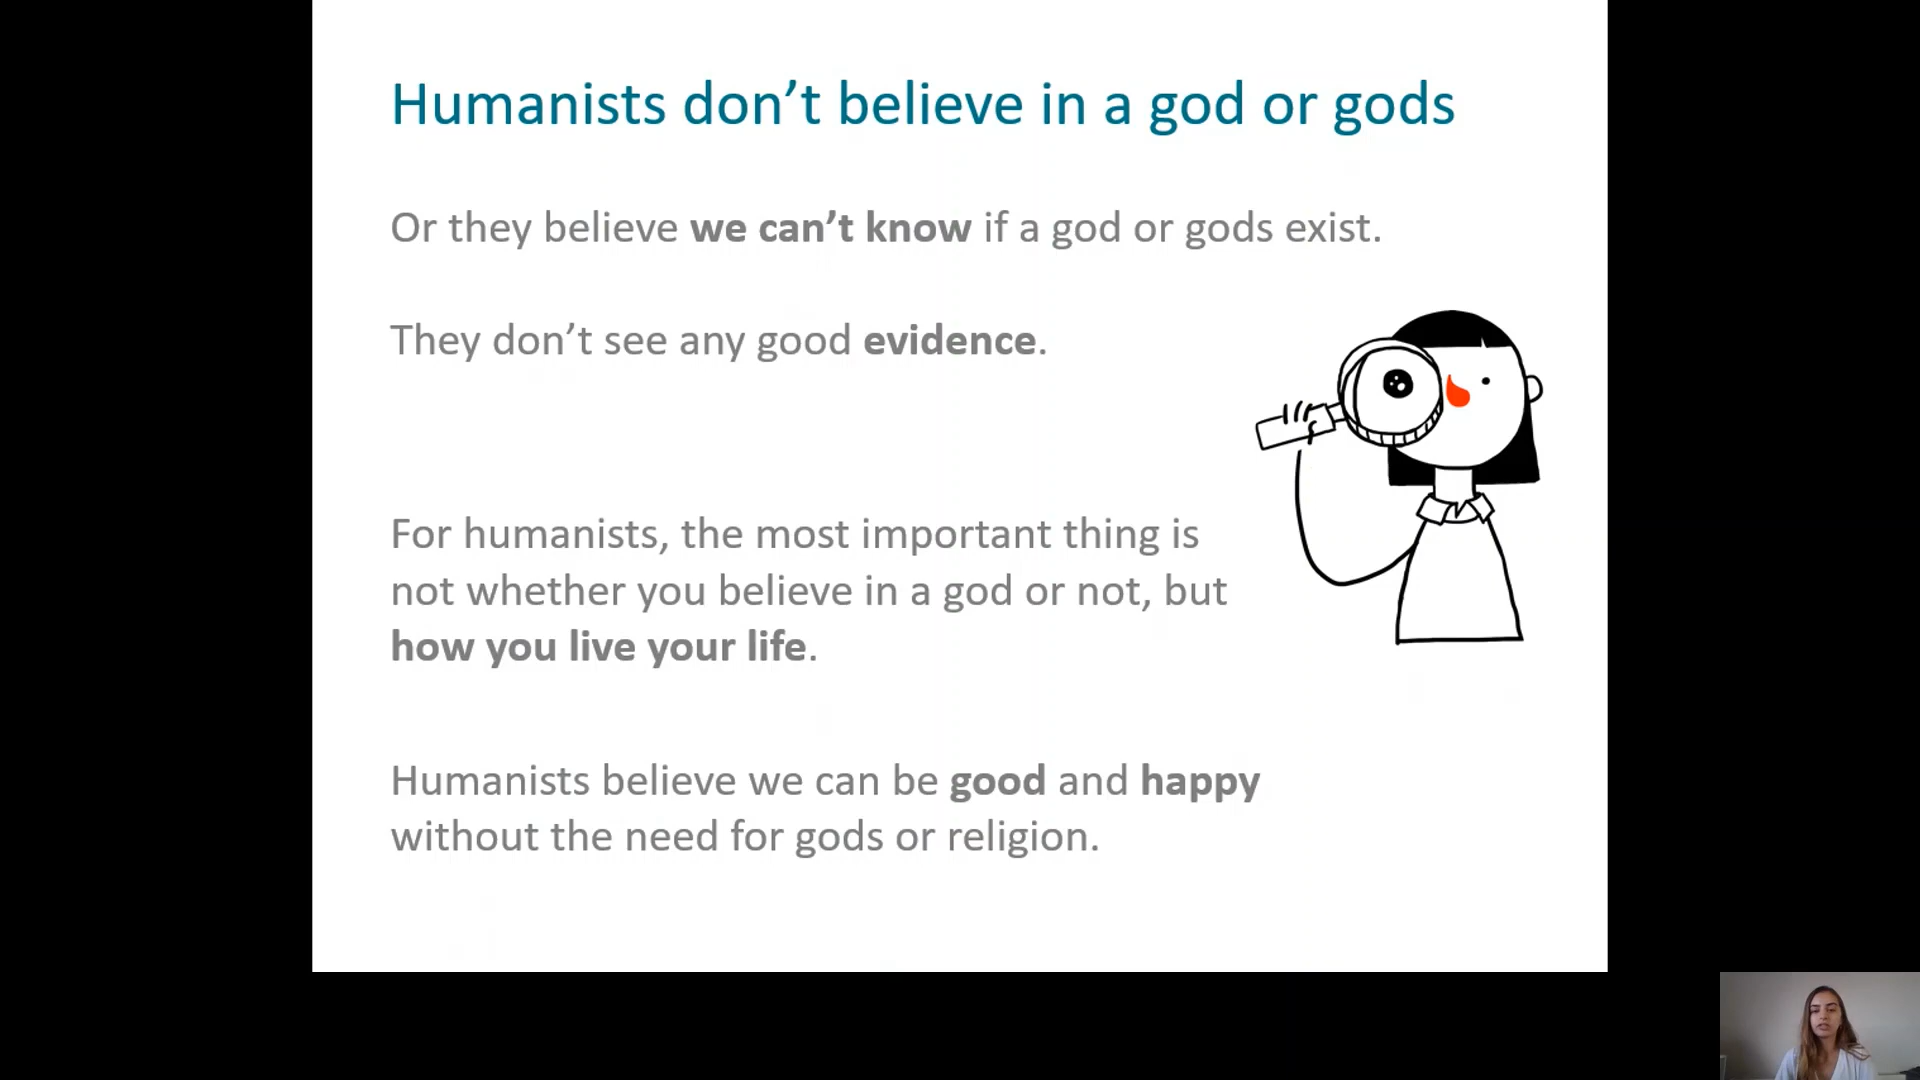 Humanists don’t believe in a god or gods
Or they believe we can’t know if a god or gods exist.
They don’t see any good evidence.
For humanists, the most important thing is
not whether you believe in a god or not, but
how you live your life.
Humanists believe we can be good and happy
without the need for gods or religion.